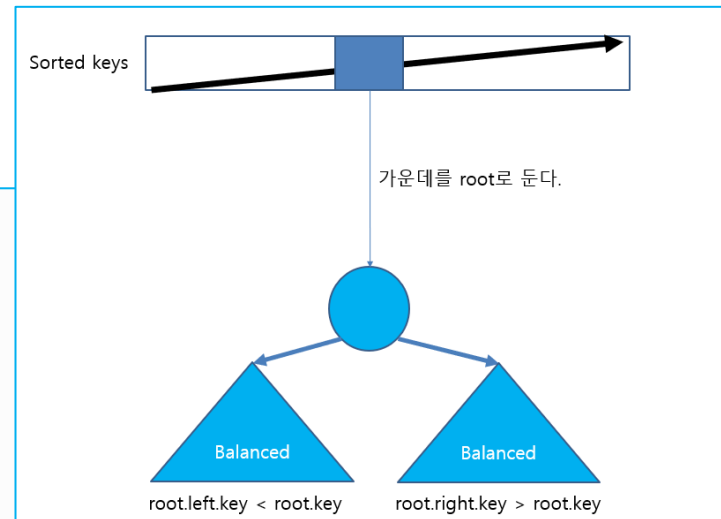 Sorted keys
가운데를 root로 둔다.
Balanced
Balanced
root.left.key < root.key
root.right.key > root.key